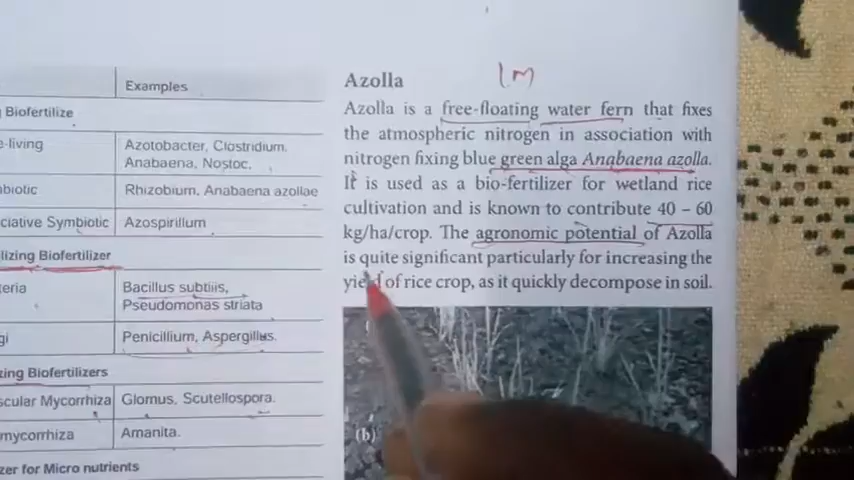 Examples
g Biofertilize
e-living
Azotobacter, Clostridium,
Anabaena, Nostoc.
biotic
Rhizobium, Anabaena azollae
ciative Symbiotic
Azospirillum
lizing Biofertilizer
teria
Bacillus subtiiis,
Pseudomonas striata
gi
Penicillium, Aspergillus.
zing Biofertilizers
scular Mycorrhiza
Glomus, Scutellospora.
mycorrhiza
Amanita.
zer for Micro nutrients
Azolla
1M
Azolla is a free-floating water fern that fixes
the atmospheric nitrogen in association with
nitrogen fixing blue green alga Anabaena azolla.
It is used as a bio-fertilizer for wetland rice
cultivation and is known to contribute 40 – 60
kg/ha/crop. The agronomic potential of Azolla
is quite significant particularly for increasing the
yield of rice crop, as it quickly decompose in soil.
(b)